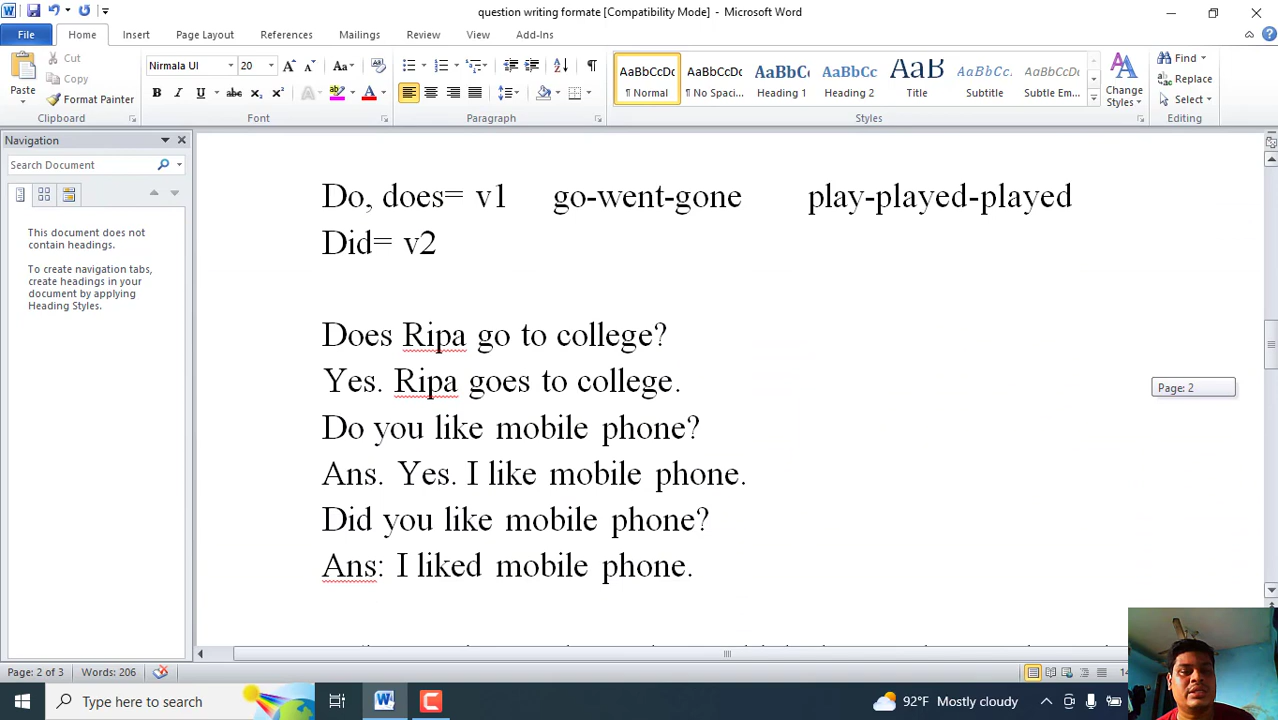 question writing formate [Compatibility Mode] - Microsoft Word
File Home Insert Page Layout References Mailings Review View Add-Ins
Paste
Cut
Copy
Format Painter
Clipboard
Nirmala UI 20
Font
Paragraph
AaBbCcDc AaBbCcDc AaBbCc AaBbCc AaB AaBbCcDc AaBbCcDc
¶ Normal ¶ No Spaci... Heading 1 Heading 2 Title Subtitle Subtle Em...
Change
Styles
Styles
Find
Replace
Select
Editing
Navigation
Search Document
This document does not
contain headings.
To create navigation tabs,
create headings in your
document by applying
Heading Styles.
Do, does= v1 go-went-gone play-played-played
Did= v2
Does Ripa go to college?
Yes. Ripa goes to college.
Do you like mobile phone?
Ans. Yes. I like mobile phone.
Did you like mobile phone?
Ans: I liked mobile phone.
Page: 2
Page: 2 of 3 Words: 206
Type here to search
92°F Mostly cloudy